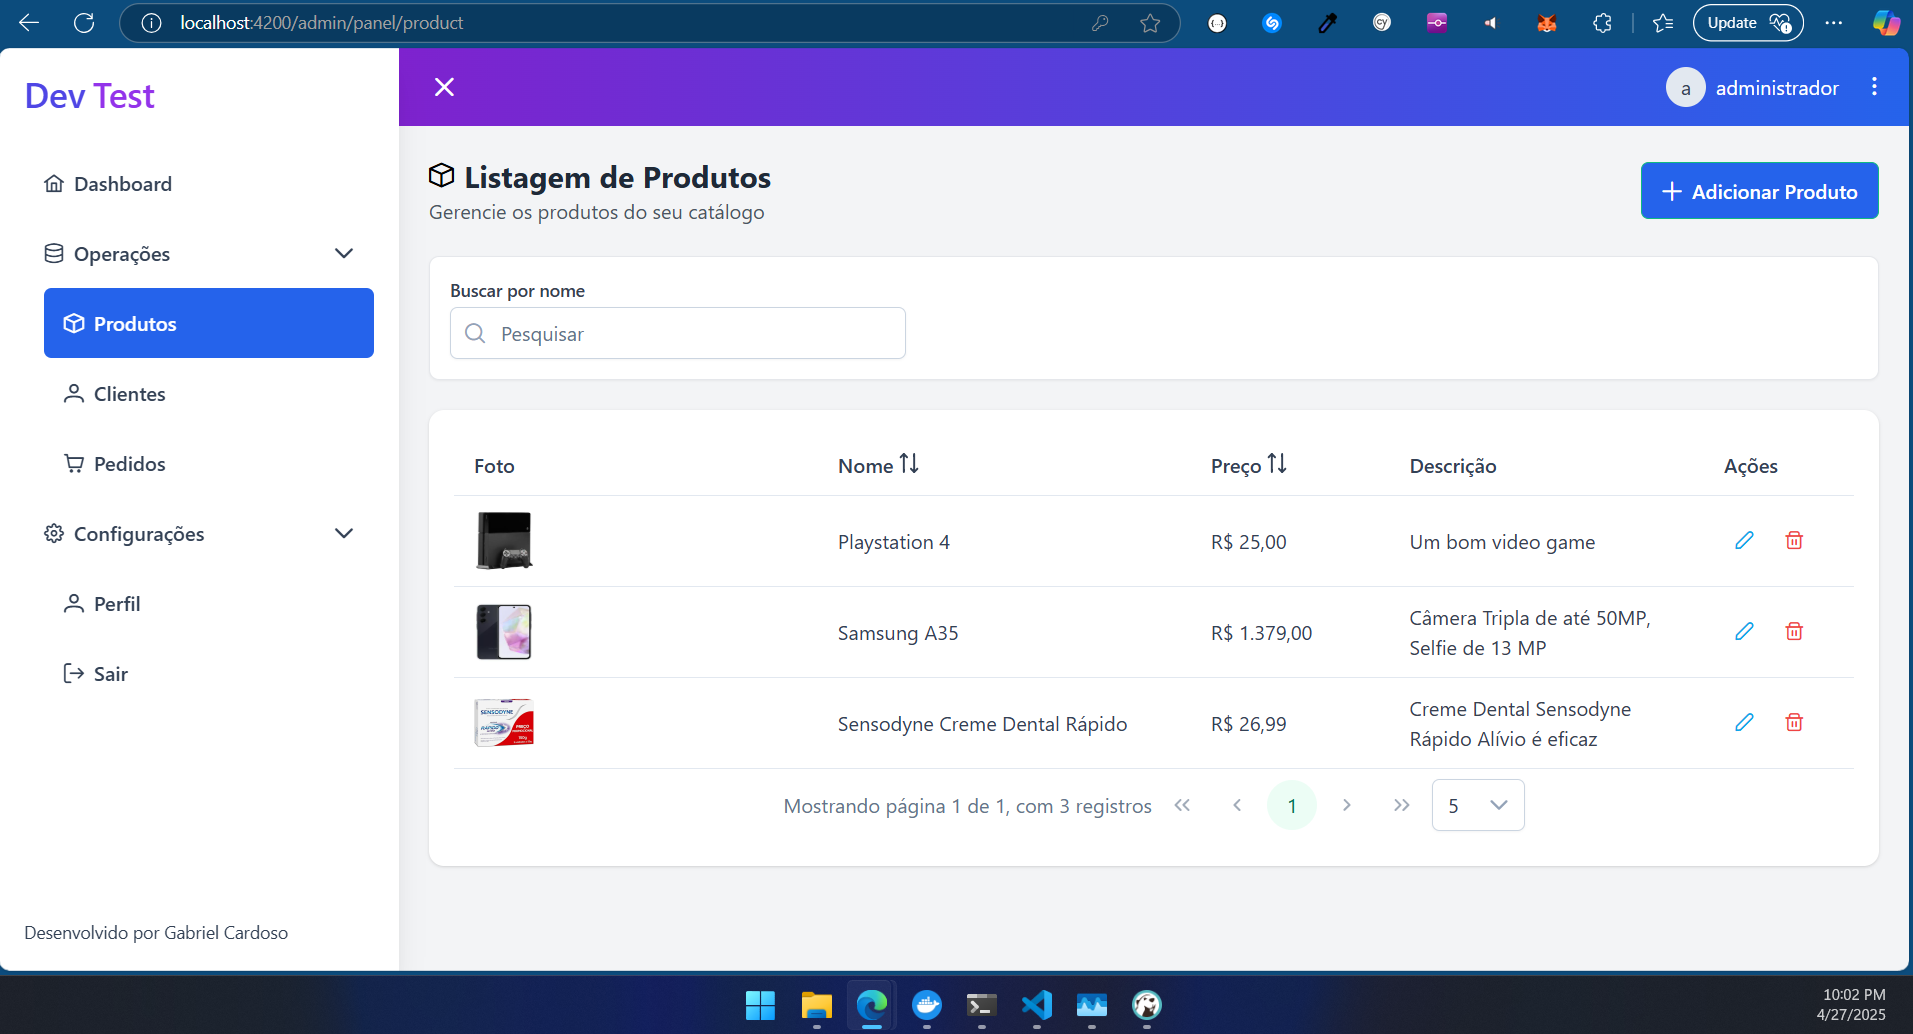 localhost:4200/admin/panel/product
Update
Dev Test
a administrador
Dashboard
Operações
Produtos
Clientes
Pedidos
Configurações
Perfil
Sair
Desenvolvido por Gabriel Cardoso
Listagem de Produtos
Gerencie os produtos do seu catálogo
Adicionar Produto
Buscar por nome
Pesquisar
Foto Nome Preço Descrição Ações
Playstation 4 R$ 25,00 Um bom video game
Samsung A35 R$ 1.379,00 Câmera Tripla de até 50MP,
Selfie de 13 MP
SENSODYNE
Sensodyne Creme Dental Rápido R$ 26,99 Creme Dental Sensodyne
Rápido Alívio é eficaz
Mostrando página 1 de 1, com 3 registros « ‹ 1 › » 5
10:02 PM
4/27/2025